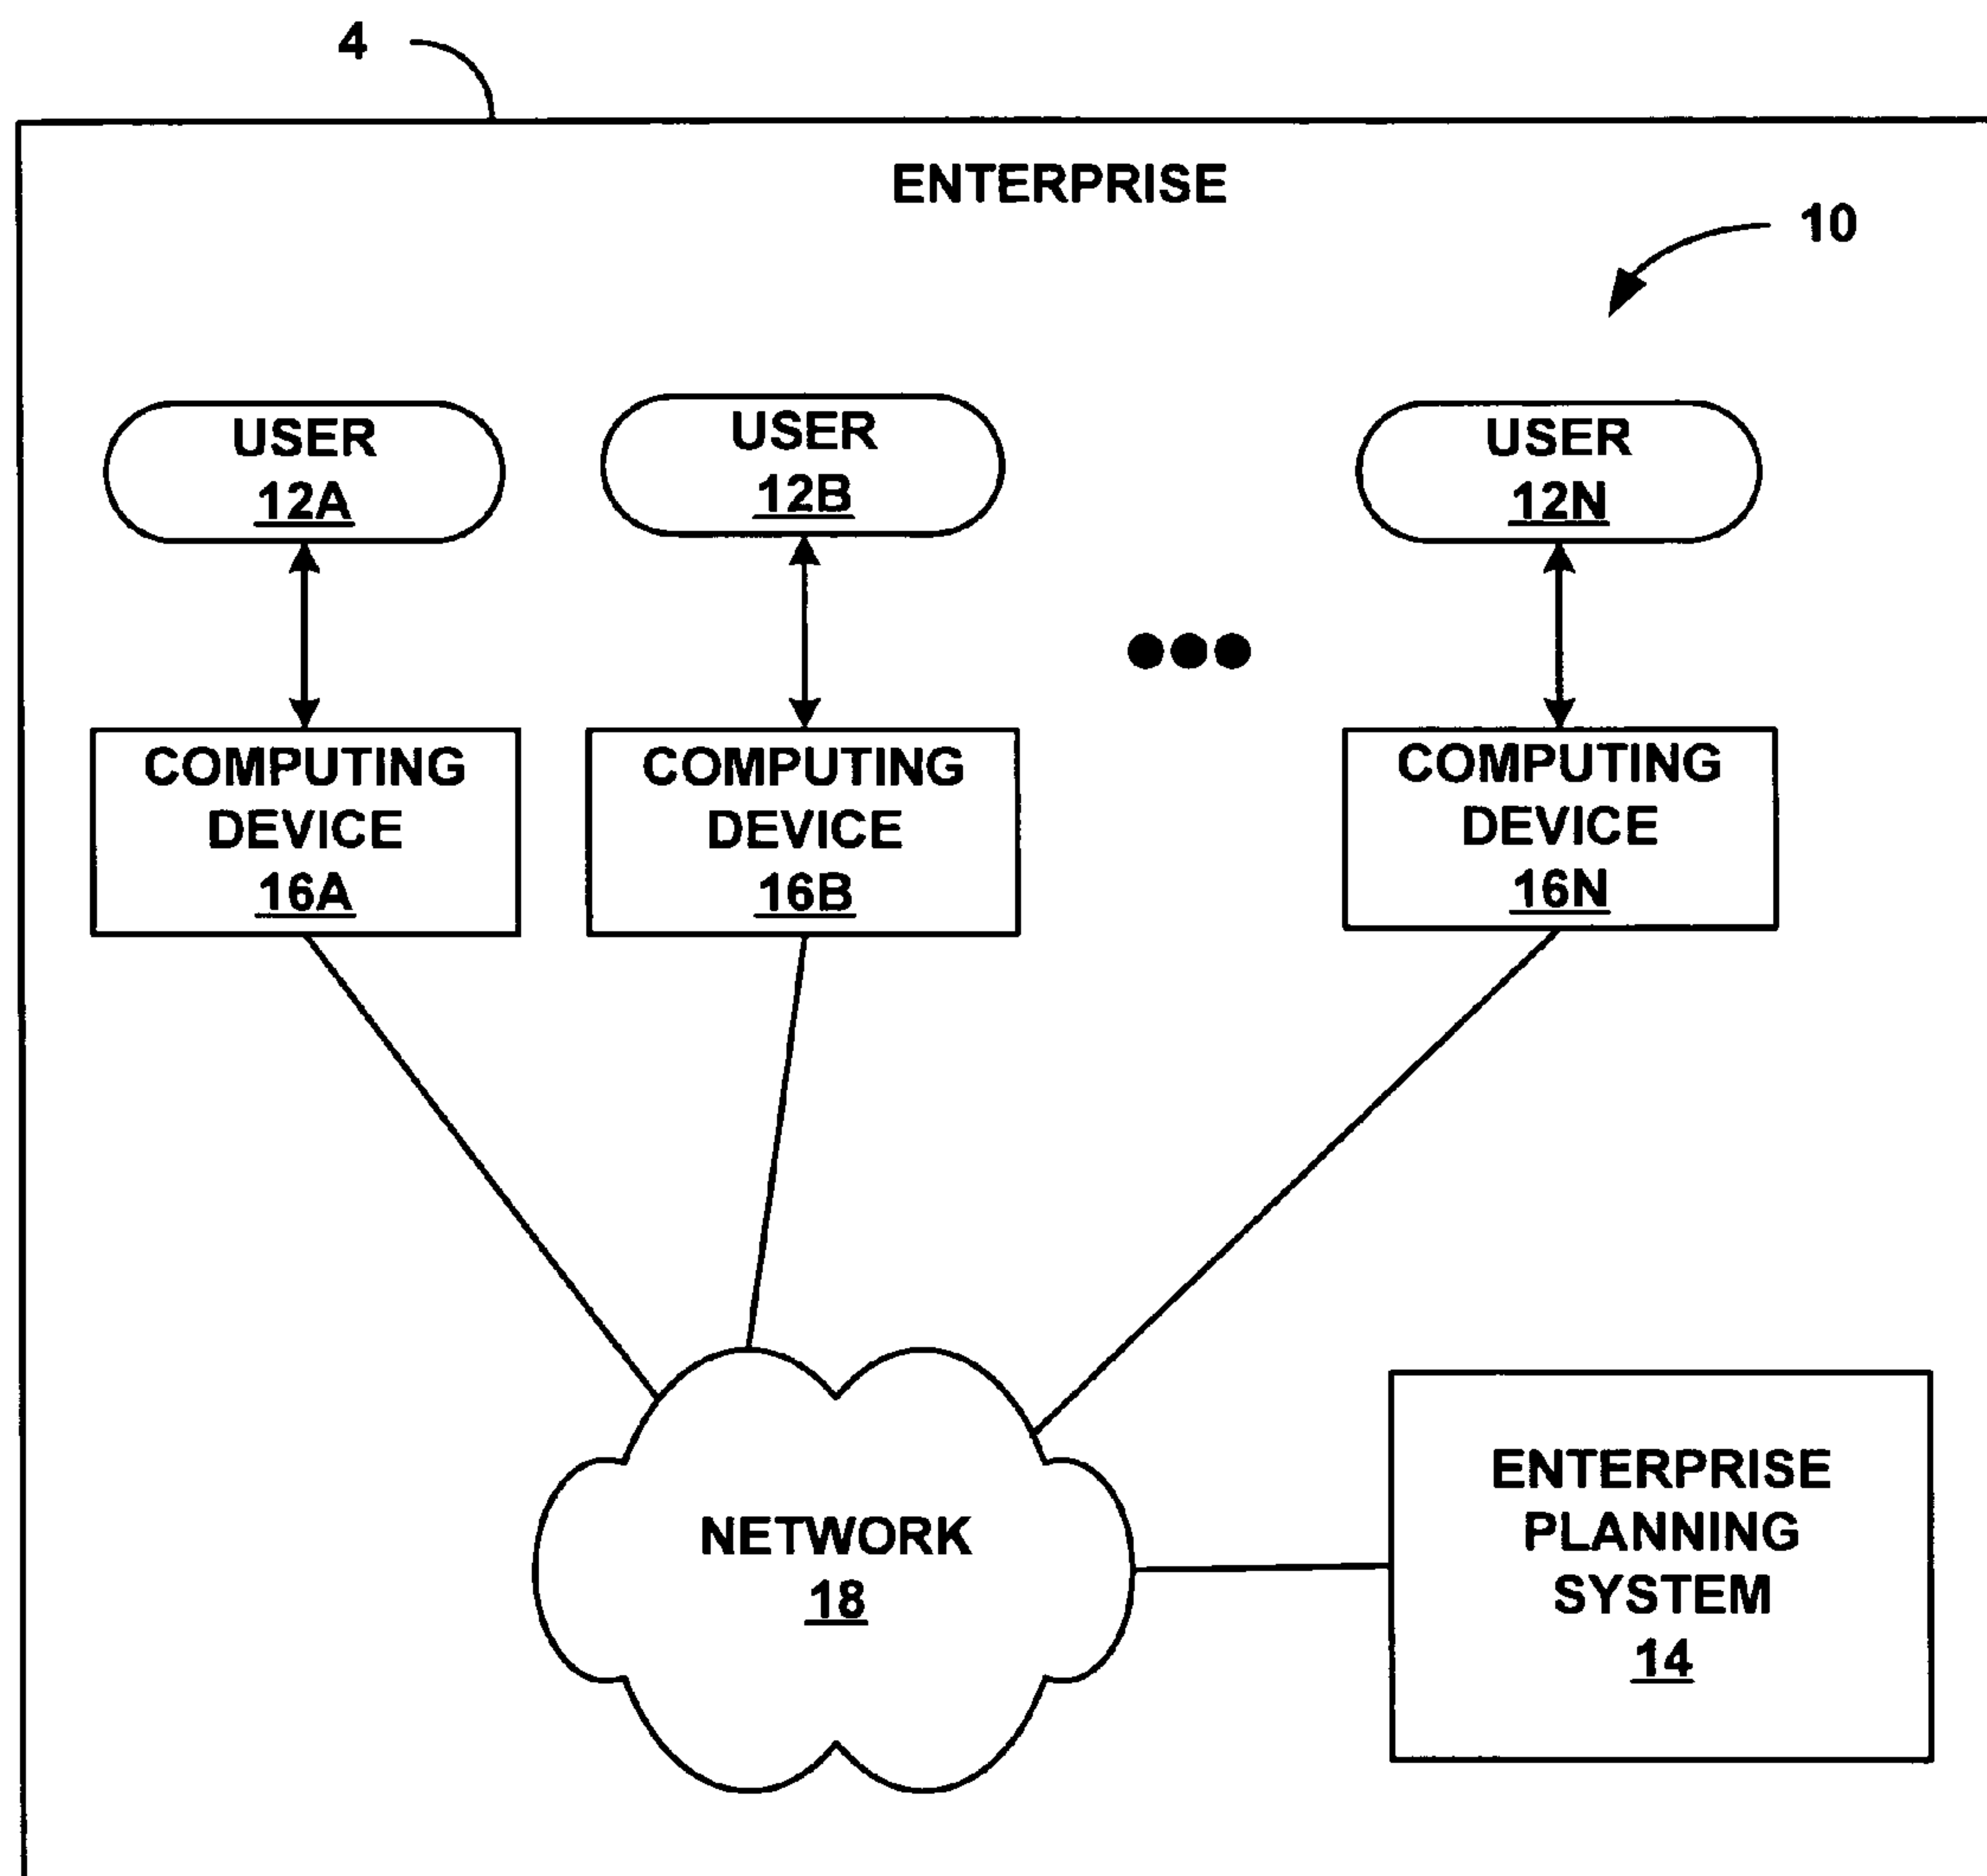 4
ENTERPRISE
10
USER
12A
USER
12B
USER
12N
COMPUTING
DEVICE
16A
COMPUTING
DEVICE
16B
COMPUTING
DEVICE
16N
NETWORK
18
ENTERPRISE
PLANNING
SYSTEM
14